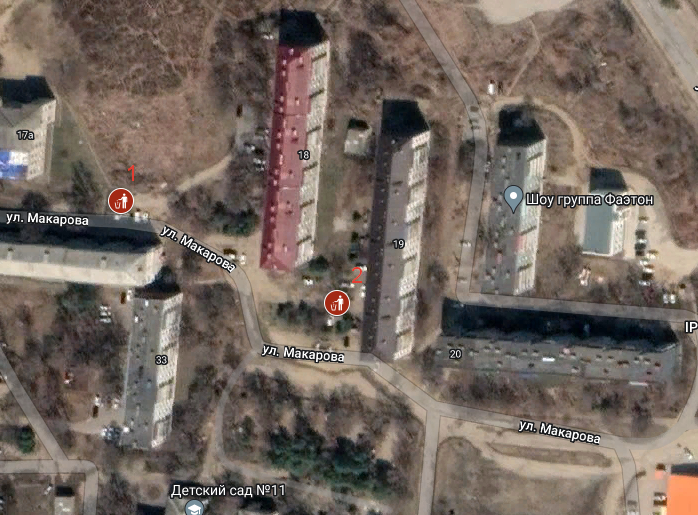 18
17а
1
Шоу группа Фаэтон
ул. Макарова
ул. Макарова
19
2
IP
ул. Макарова
20
33
ул. Макарова
Детский сад №11